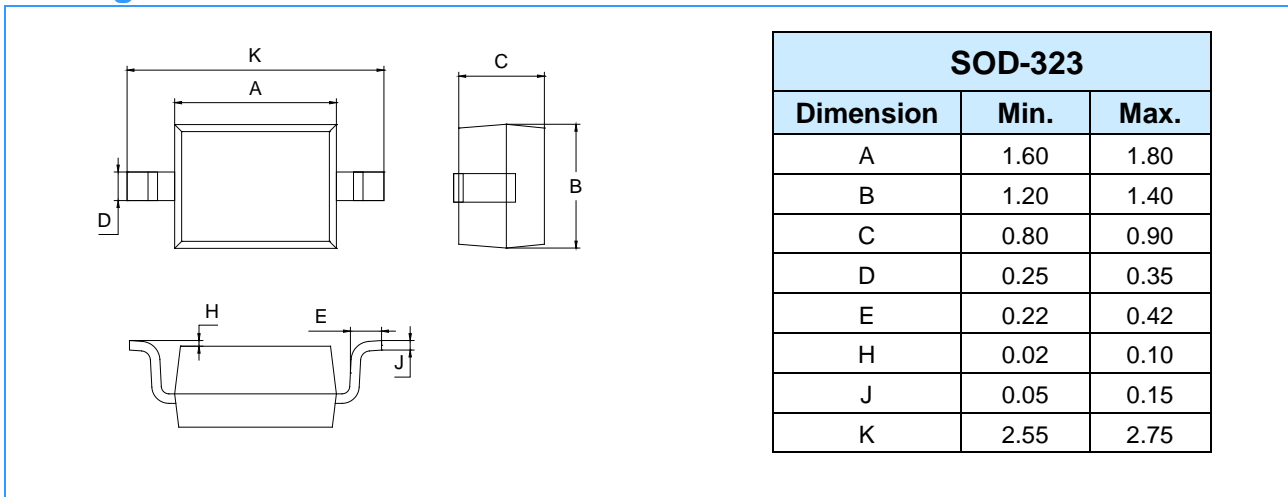 K
A
C
D
B
H
E
J
SOD-323
Dimension Min. Max.
A 1.60 1.80
B 1.20 1.40
C 0.80 0.90
D 0.25 0.35
E 0.22 0.42
H 0.02 0.10
J 0.05 0.15
K 2.55 2.75